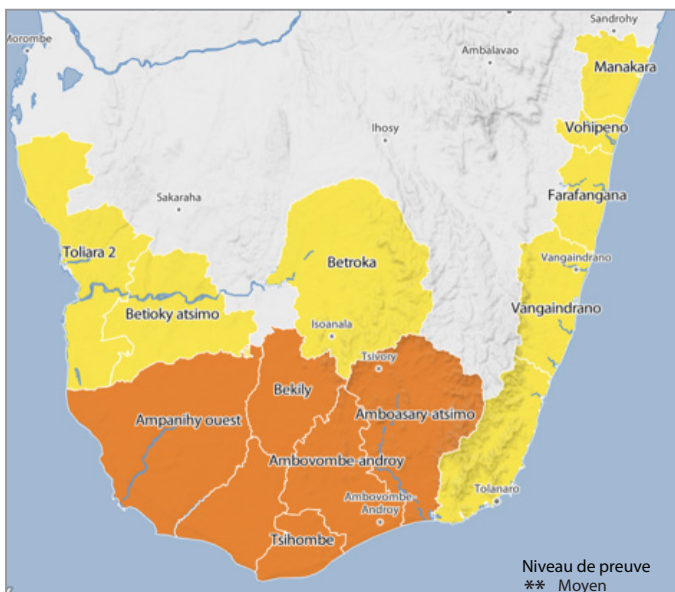 Sandrohy
Morombe
Ambalavao
Manakara
Ihosy
Vohipeno
Farafangana
Sakaraha
Toliara 2
Betroka
Vangaindrano
Betioky atsimo
Vangaindrano
Isoanala
Tsivory
Bekily
Ampanihy ouest
Amboasary-atsimo
Ambovombe-androy
Tolanaro
Ambovombe-
Androy
Tsihombe
Niveau de preuve
** Moyen